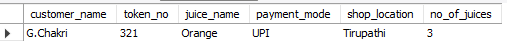 customer_name token_no juice_name payment_mode shop_location no_of_juices
G.Chakri 321 Orange UPI Tirupathi 3